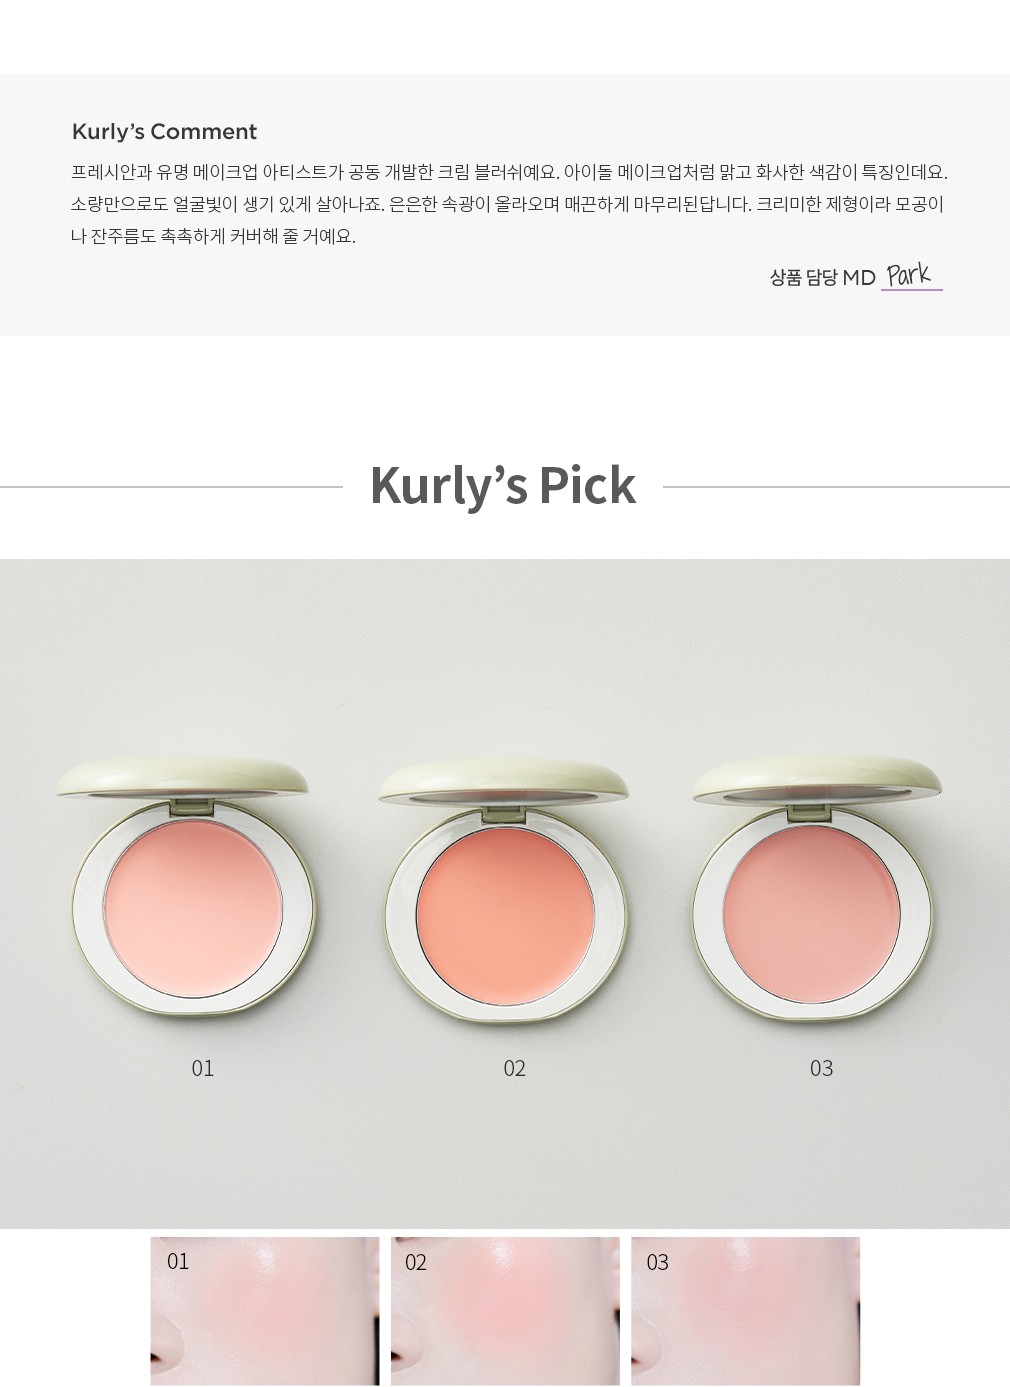 Kurly’s Comment
프레시안과 유명 메이크업 아티스트가 공동 개발한 크림 블러쉬예요. 아이돌 메이크업처럼 맑고 화사한 색감이 특징인데요.
소량만으로도 얼굴빛이 생기 있게 살아나죠. 은은한 속광이 올라오며 매끈하게 마무리된답니다. 크리미한 제형이라 모공이
나 잔주름도 촉촉하게 커버해 줄 거예요.
상품 담당 MD Park
Kurly’s Pick
01 02 03
01 02 03